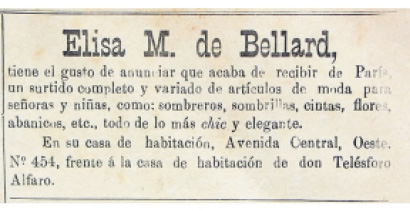 Elisa M. de Bellard,
tiene el gusto de anunciar que acaba de recibir de París,
un surtido completo y variado de artículos de moda para
señoras y niñas, como: sombreros, sombrillas, cintas, flores,
abanicos, etc., todo de lo más chic y elegante.
En su casa de habitación, Avenida Central, Oeste.
Nº 454, frente á la casa de habitación de don Telésforo
Alfaro.